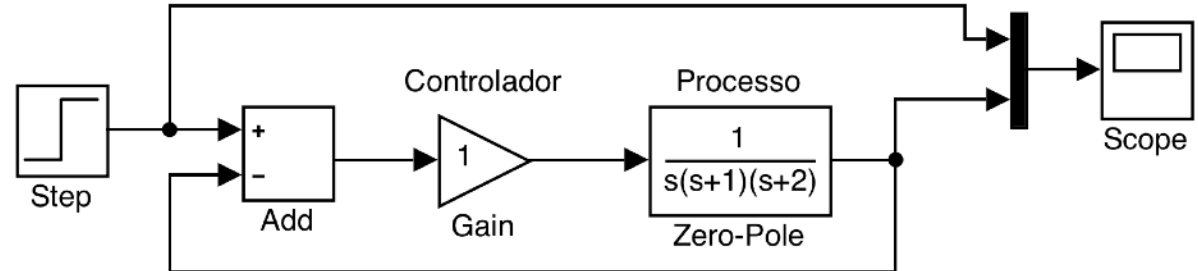 Controlador
Processo
+
−
1
1
s(s+1)(s+2)
Step
Add
Gain
Zero-Pole
Scope